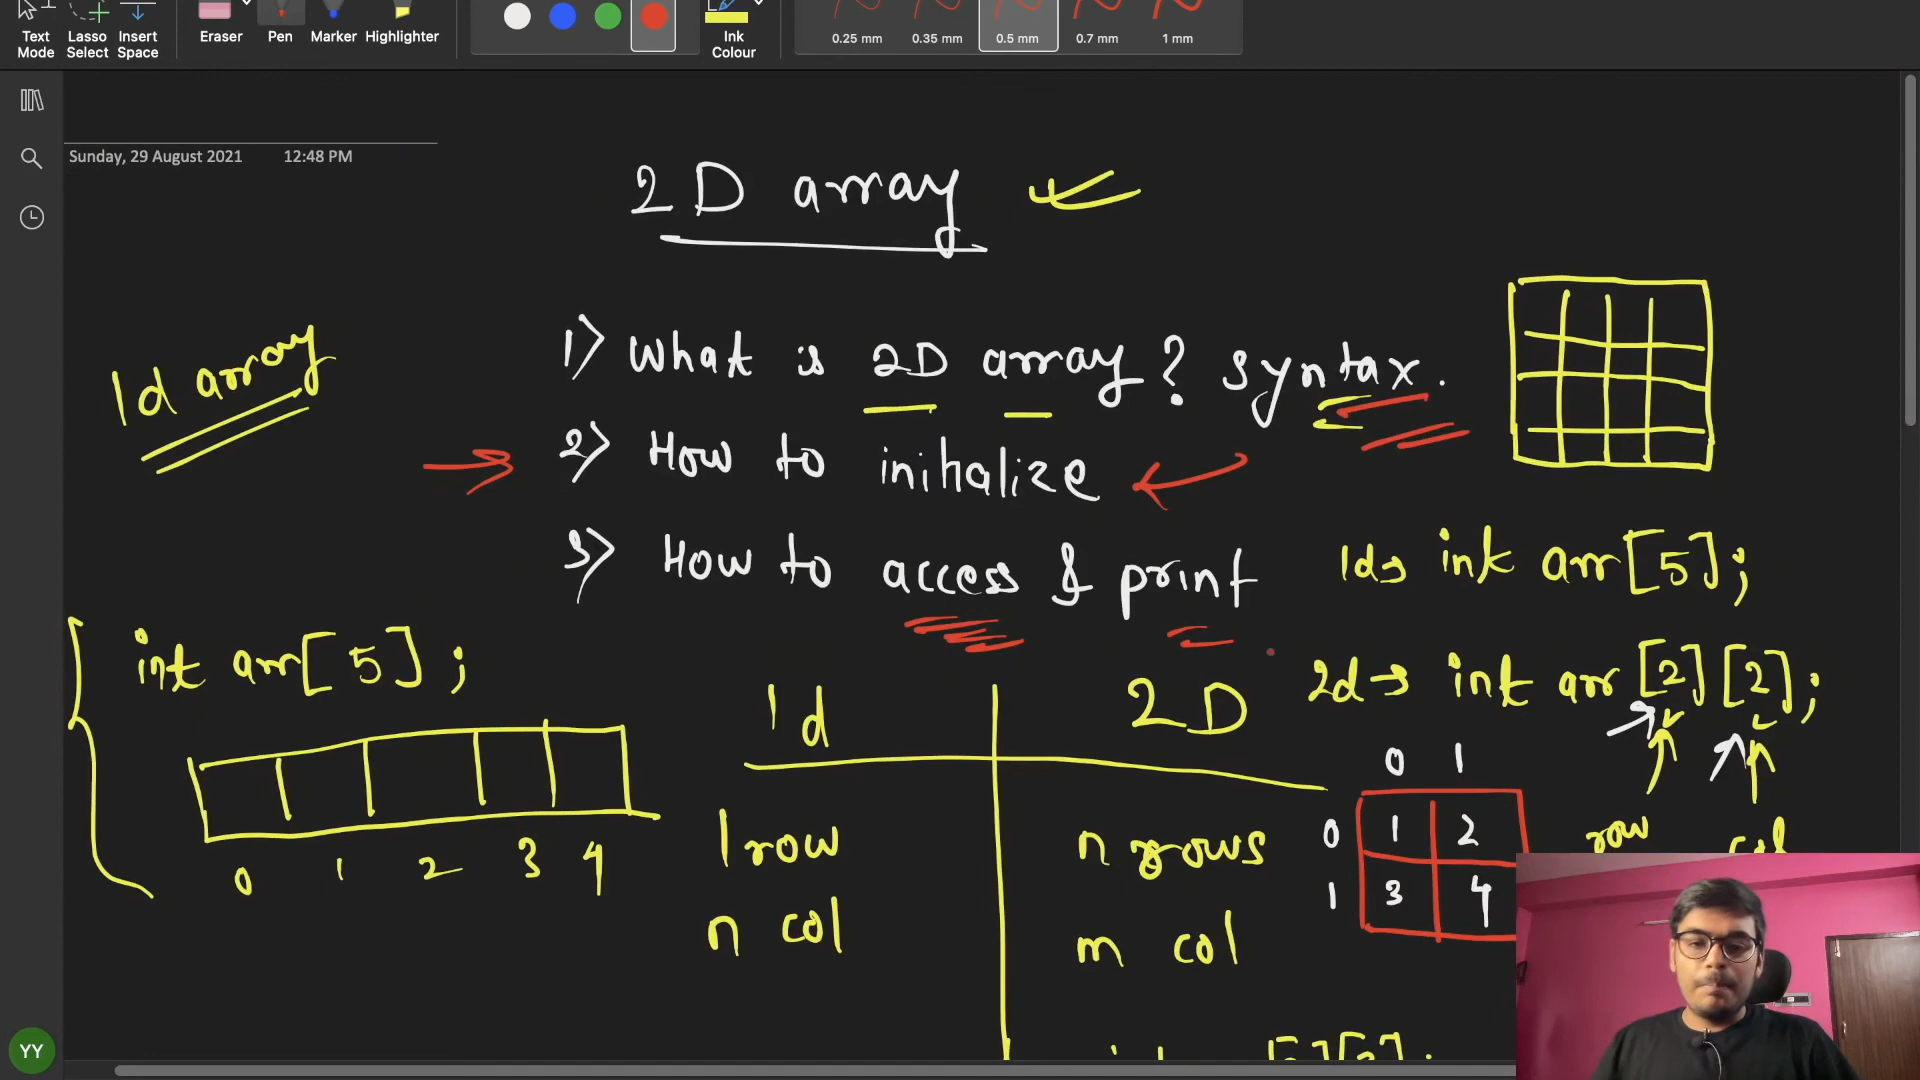 Text Mode
Lasso Select
Insert Space
Eraser
Pen
Marker
Highlighter
Ink Colour
0.25 mm
0.35 mm
0.5 mm
0.7 mm
1 mm
Sunday, 29 August 2021 12:48 PM
2D array
1d array
1) What is 2D array? syntax.
2) How to initialize
3) How to access & print
1d→ int arr[5];
int arr[5];
2d→ int arr[2][2];
1d 2D
0 1
1 row n rows 0 1 2 row col
0 1 2 3 4
1 3 4
n col m col
YY